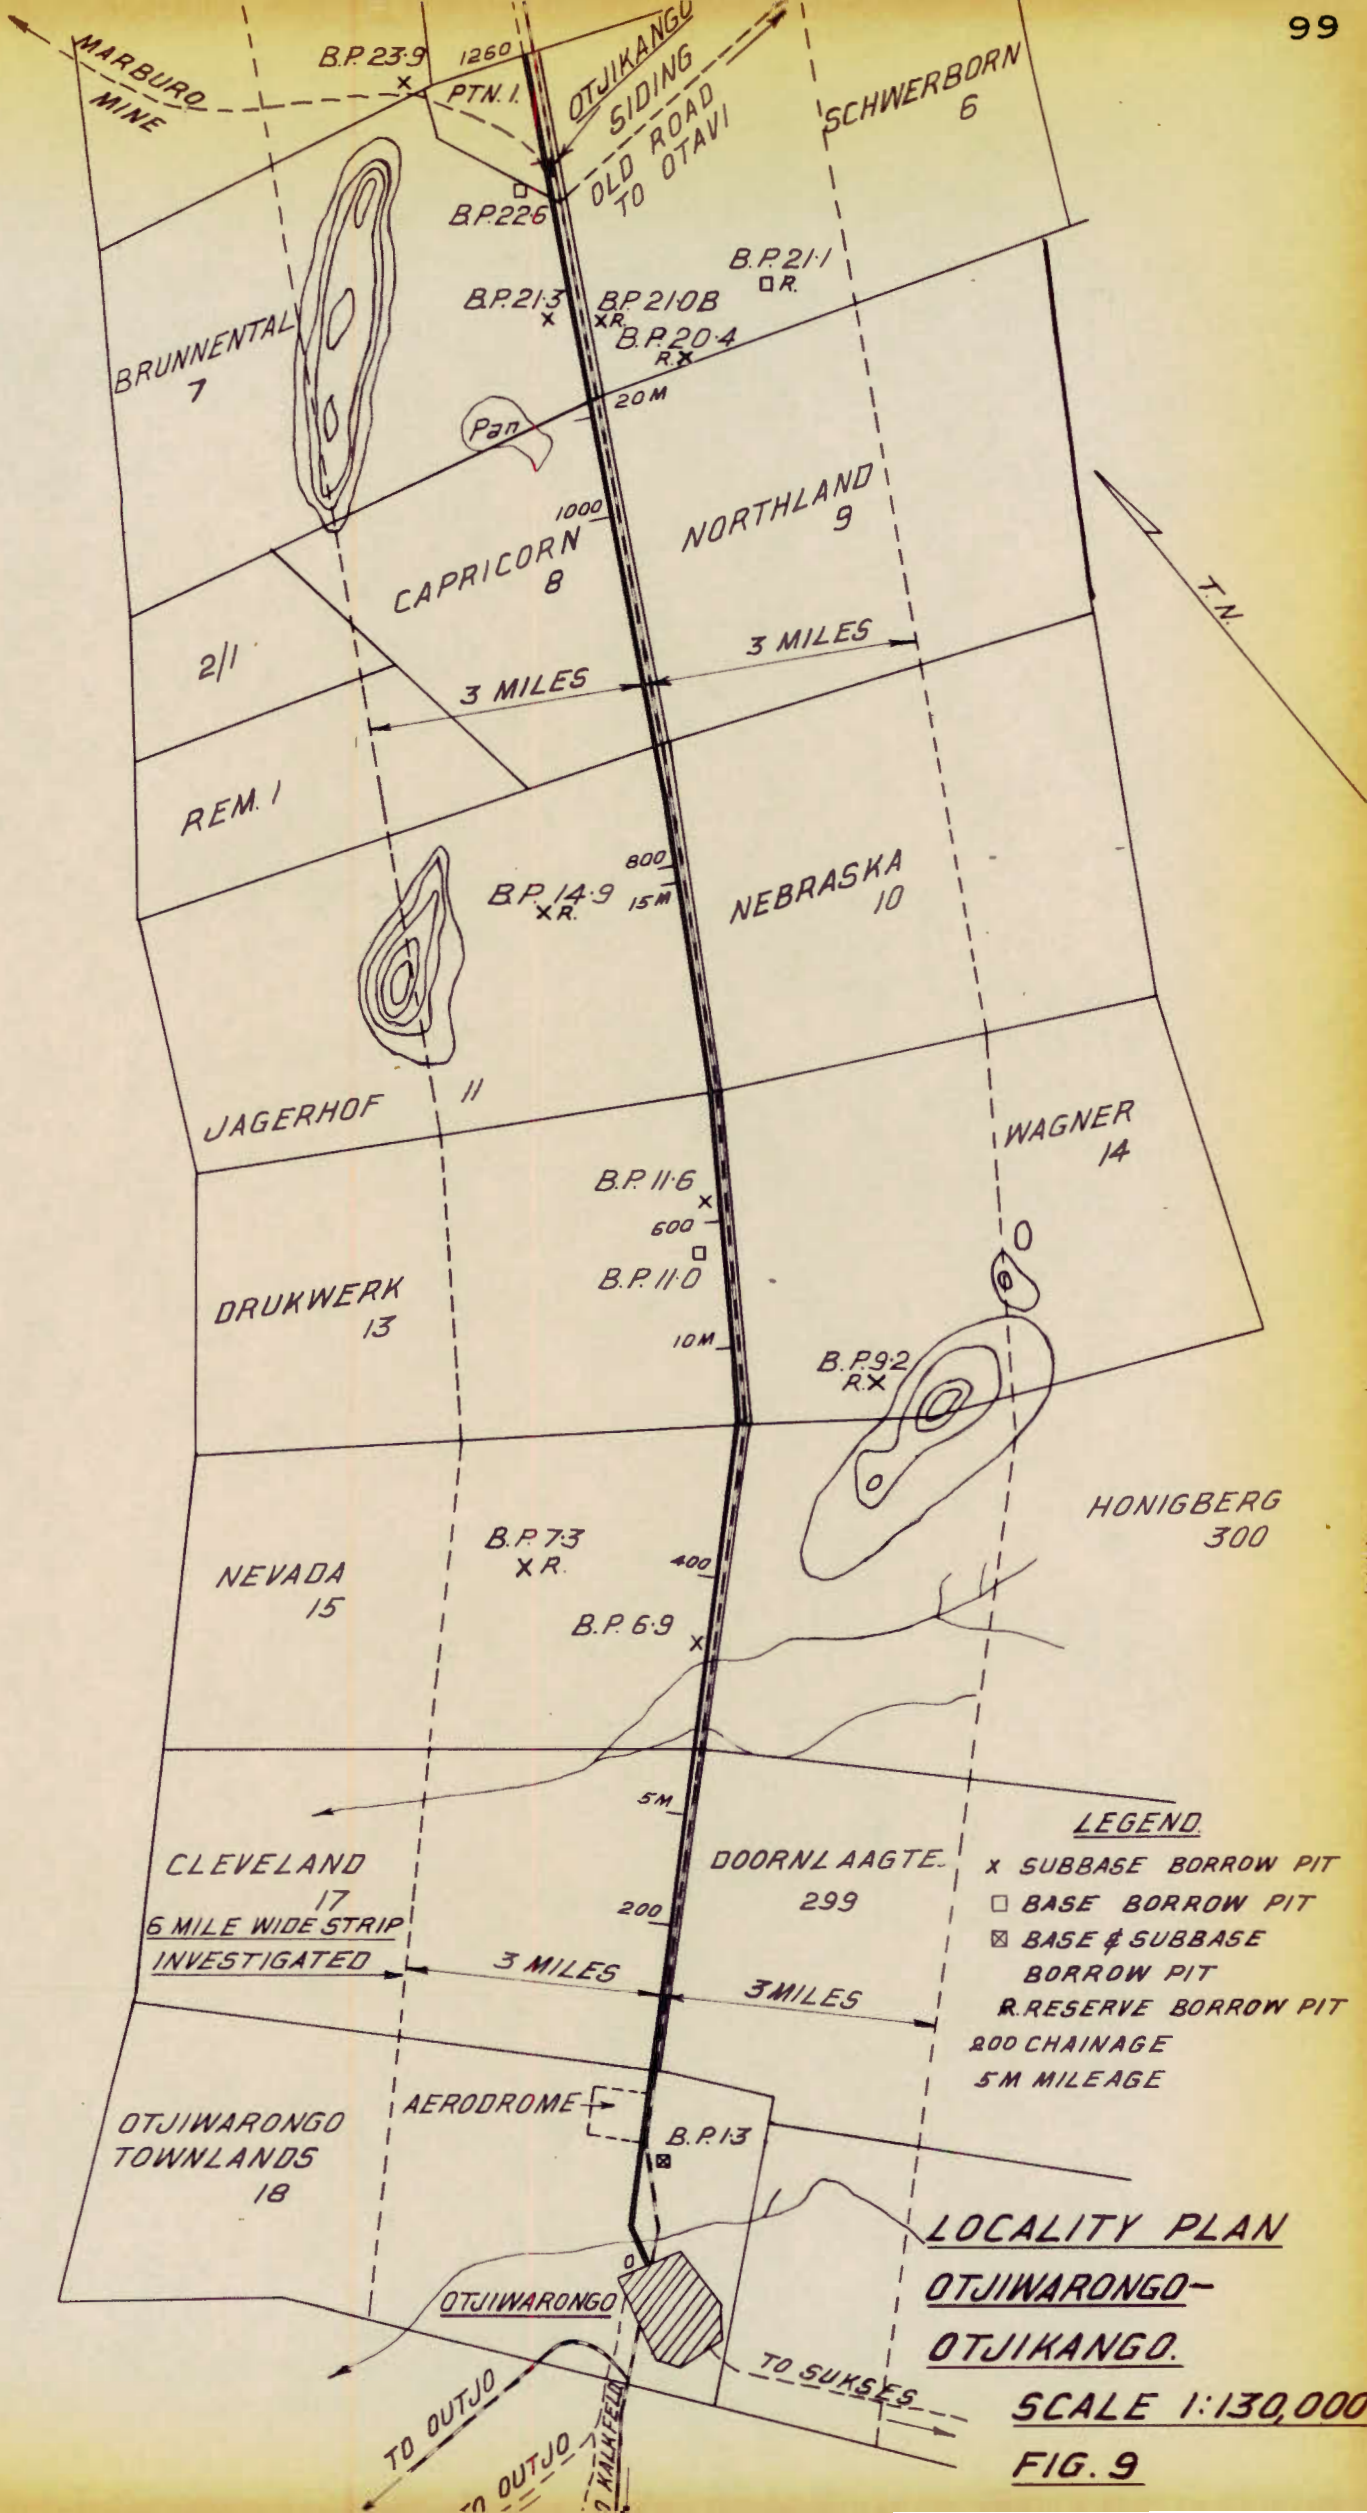 99
MARBURG
MINE
B.P. 23·9
1260
PTN. 1.
OTJIKANGO
SIDING
OLD ROAD
TO OTAVI
SCHWERBORN
6
B.P. 22·6
B.P. 21·1
R.
B.P. 21·3
B.P. 21·0B
R.
B.P. 20·4
R.
BRUNNENTAL
7
20M
Pan
1000
CAPRICORN
8
NORTHLAND
9
T.N.
2/1
3 MILES
3 MILES
REM. 1
800
15M
B.P. 14·9
R.
NEBRASKA
10
JAGERHOF 11
WAGNER
14
B.P. 11·6
600
B.P. 11·0
DRUKWERK
13
10M
B.P. 9·2
R.
HONIGBERG
300
B.P. 7·3
R.
400
NEVADA
15
B.P. 6·9
5M
CLEVELAND
17
6 MILE WIDE STRIP
INVESTIGATED
DOORNLAAGTE
299
200
3 MILES
3 MILES
LEGEND.
X SUBBASE BORROW PIT
□ BASE BORROW PIT
⊠ BASE & SUBBASE
BORROW PIT
R. RESERVE BORROW PIT
200 CHAINAGE
5M MILEAGE
AERODROME
B.P. 1·3
OTJIWARONGO
TOWNLANDS
18
0
OTJIWARONGO
TO SUKSES
TO OUTJO
TO OUTJO
KALKFELD
LOCALITY PLAN
OTJIWARONGO-
OTJIKANGO.
SCALE 1:130,000
FIG. 9